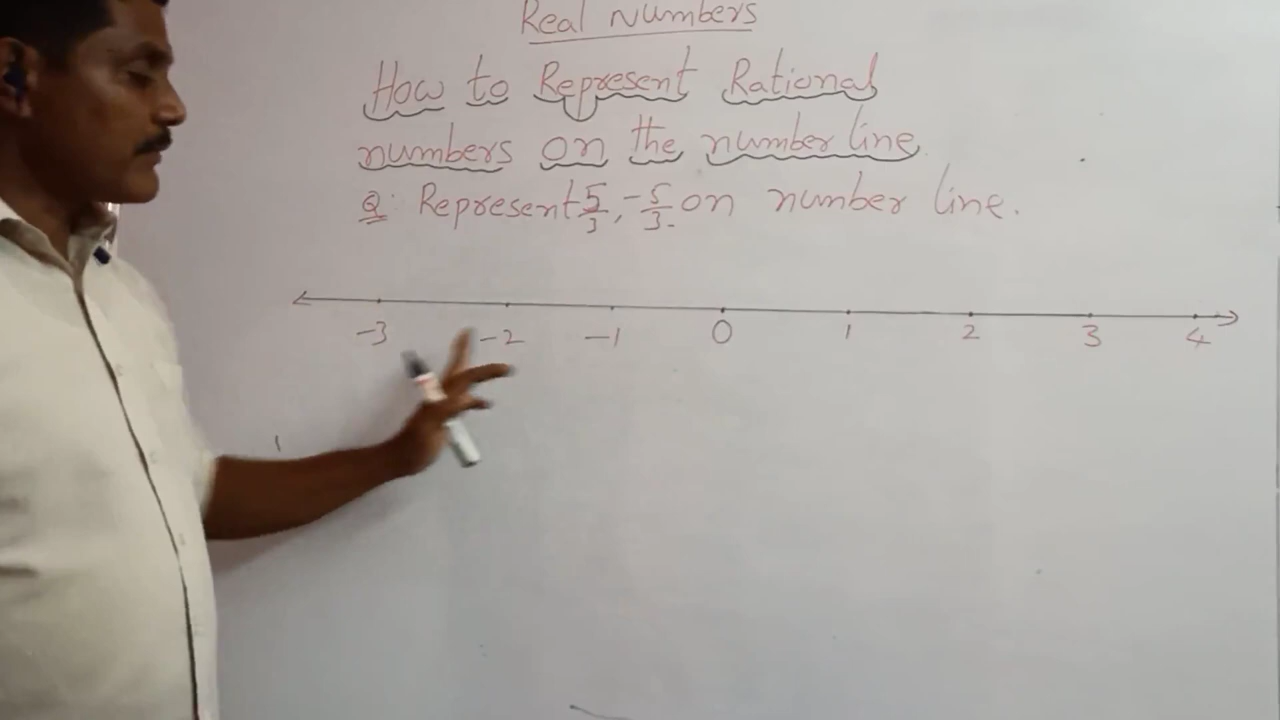 Real Numbers
How to Represent Rational
numbers on the number line.
Q: Represent 5/3, -5/3 on number line.
-3 -2 -1 0 1 2 3 4